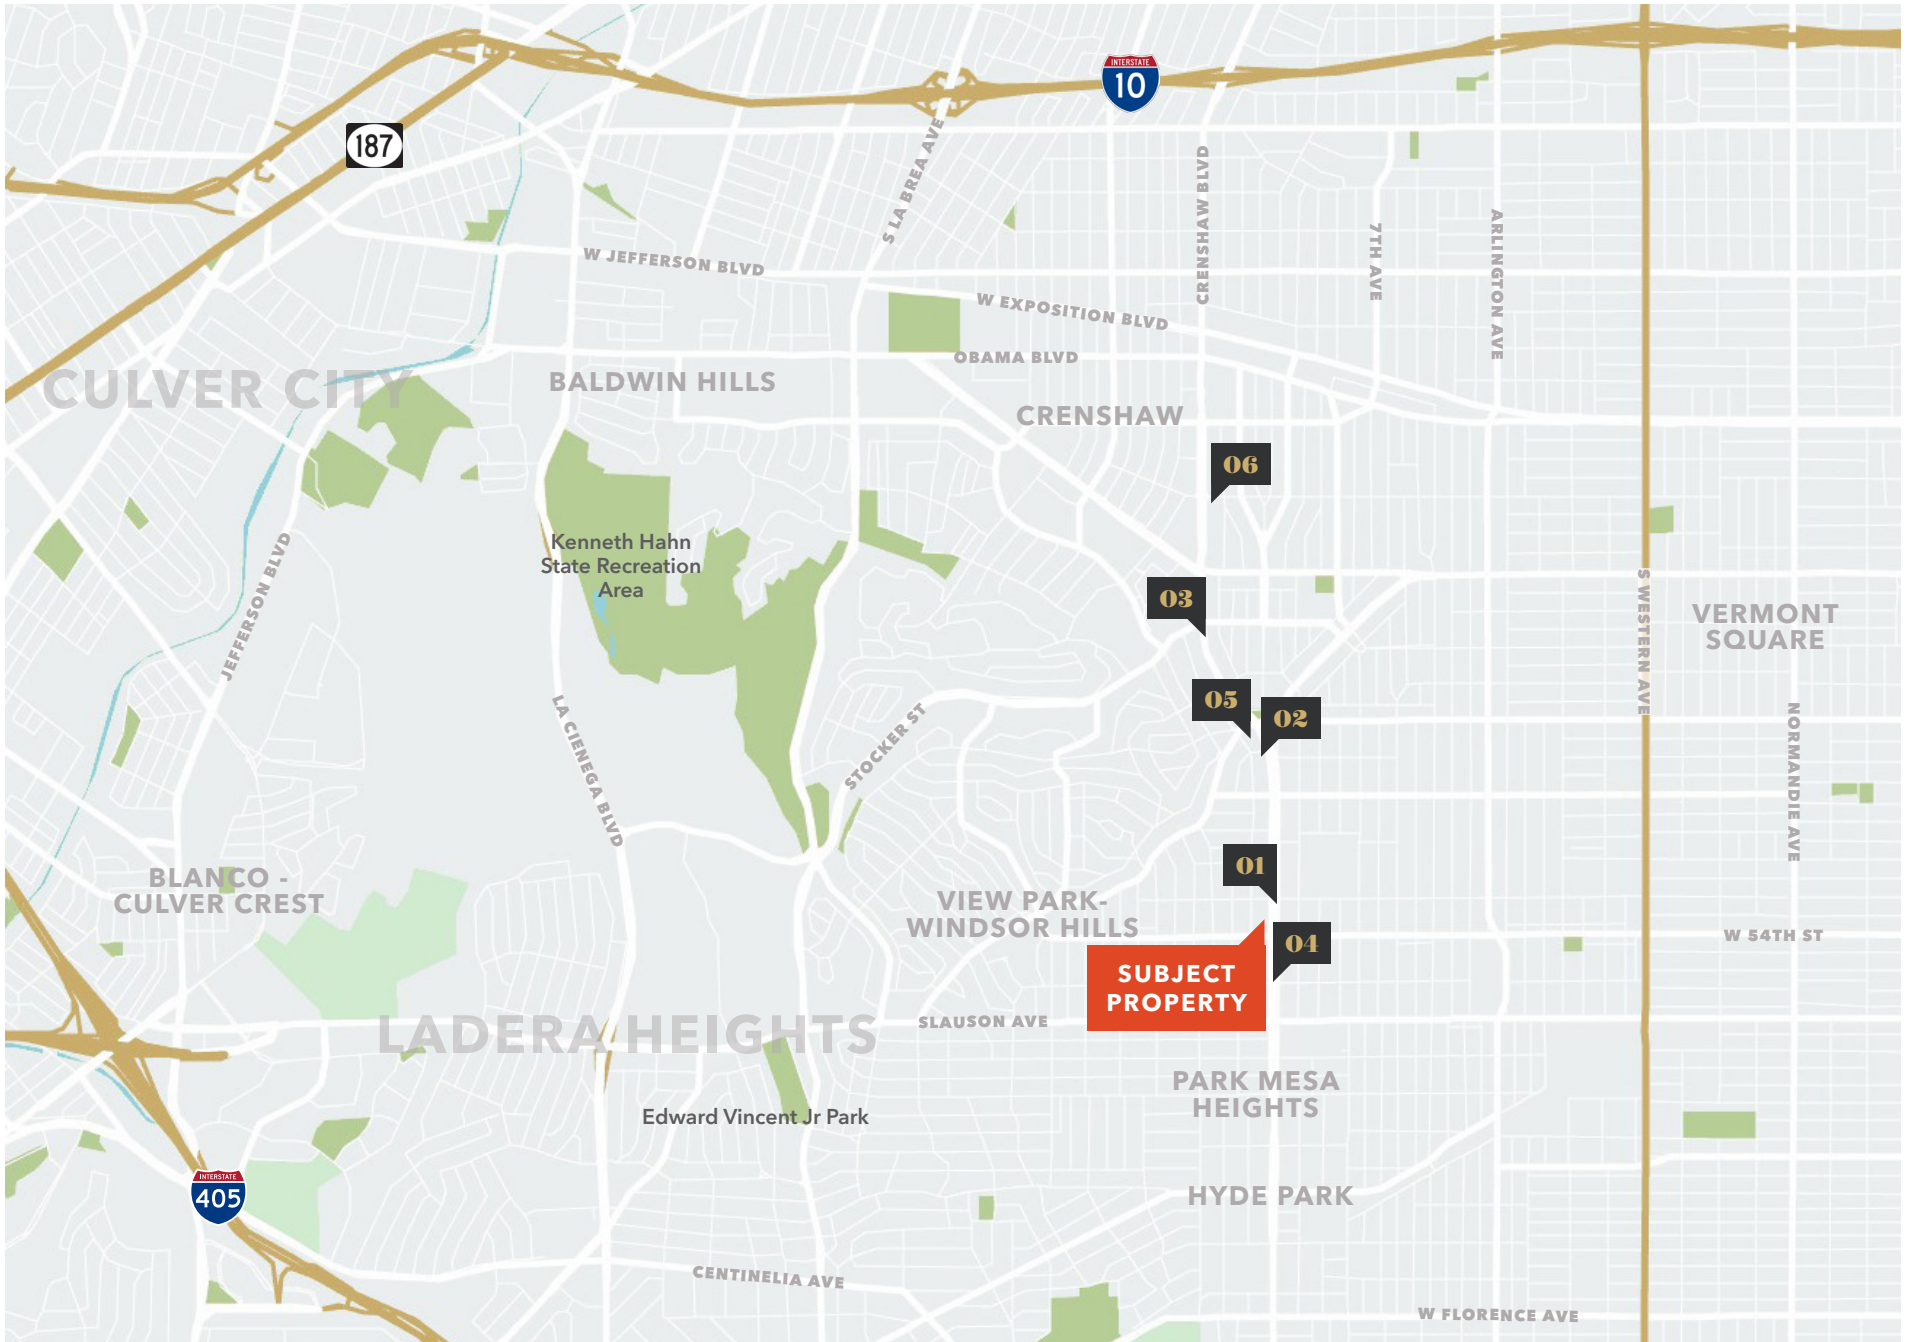 INTERSTATE
10
187
S LA BREA AVE
CRENSHAW BLVD
7TH AVE
ARLINGTON AVE
W JEFFERSON BLVD
W EXPOSITION BLVD
OBAMA BLVD
CULVER CITY
BALDWIN HILLS
CRENSHAW
06
Kenneth Hahn
State Recreation
Area
JEFFERSON BLVD
03
S WESTERN AVE
VERMONT
SQUARE
05
02
LA CIENEGA BLVD
STOCKER ST
NORMANDIE AVE
01
BLANCO -
CULVER CREST
VIEW PARK-
WINDSOR HILLS
04
W 54TH ST
SUBJECT
PROPERTY
LADERA HEIGHTS
SLAUSON AVE
PARK MESA
HEIGHTS
Edward Vincent Jr Park
INTERSTATE
405
HYDE PARK
CENTINELIA AVE
W FLORENCE AVE